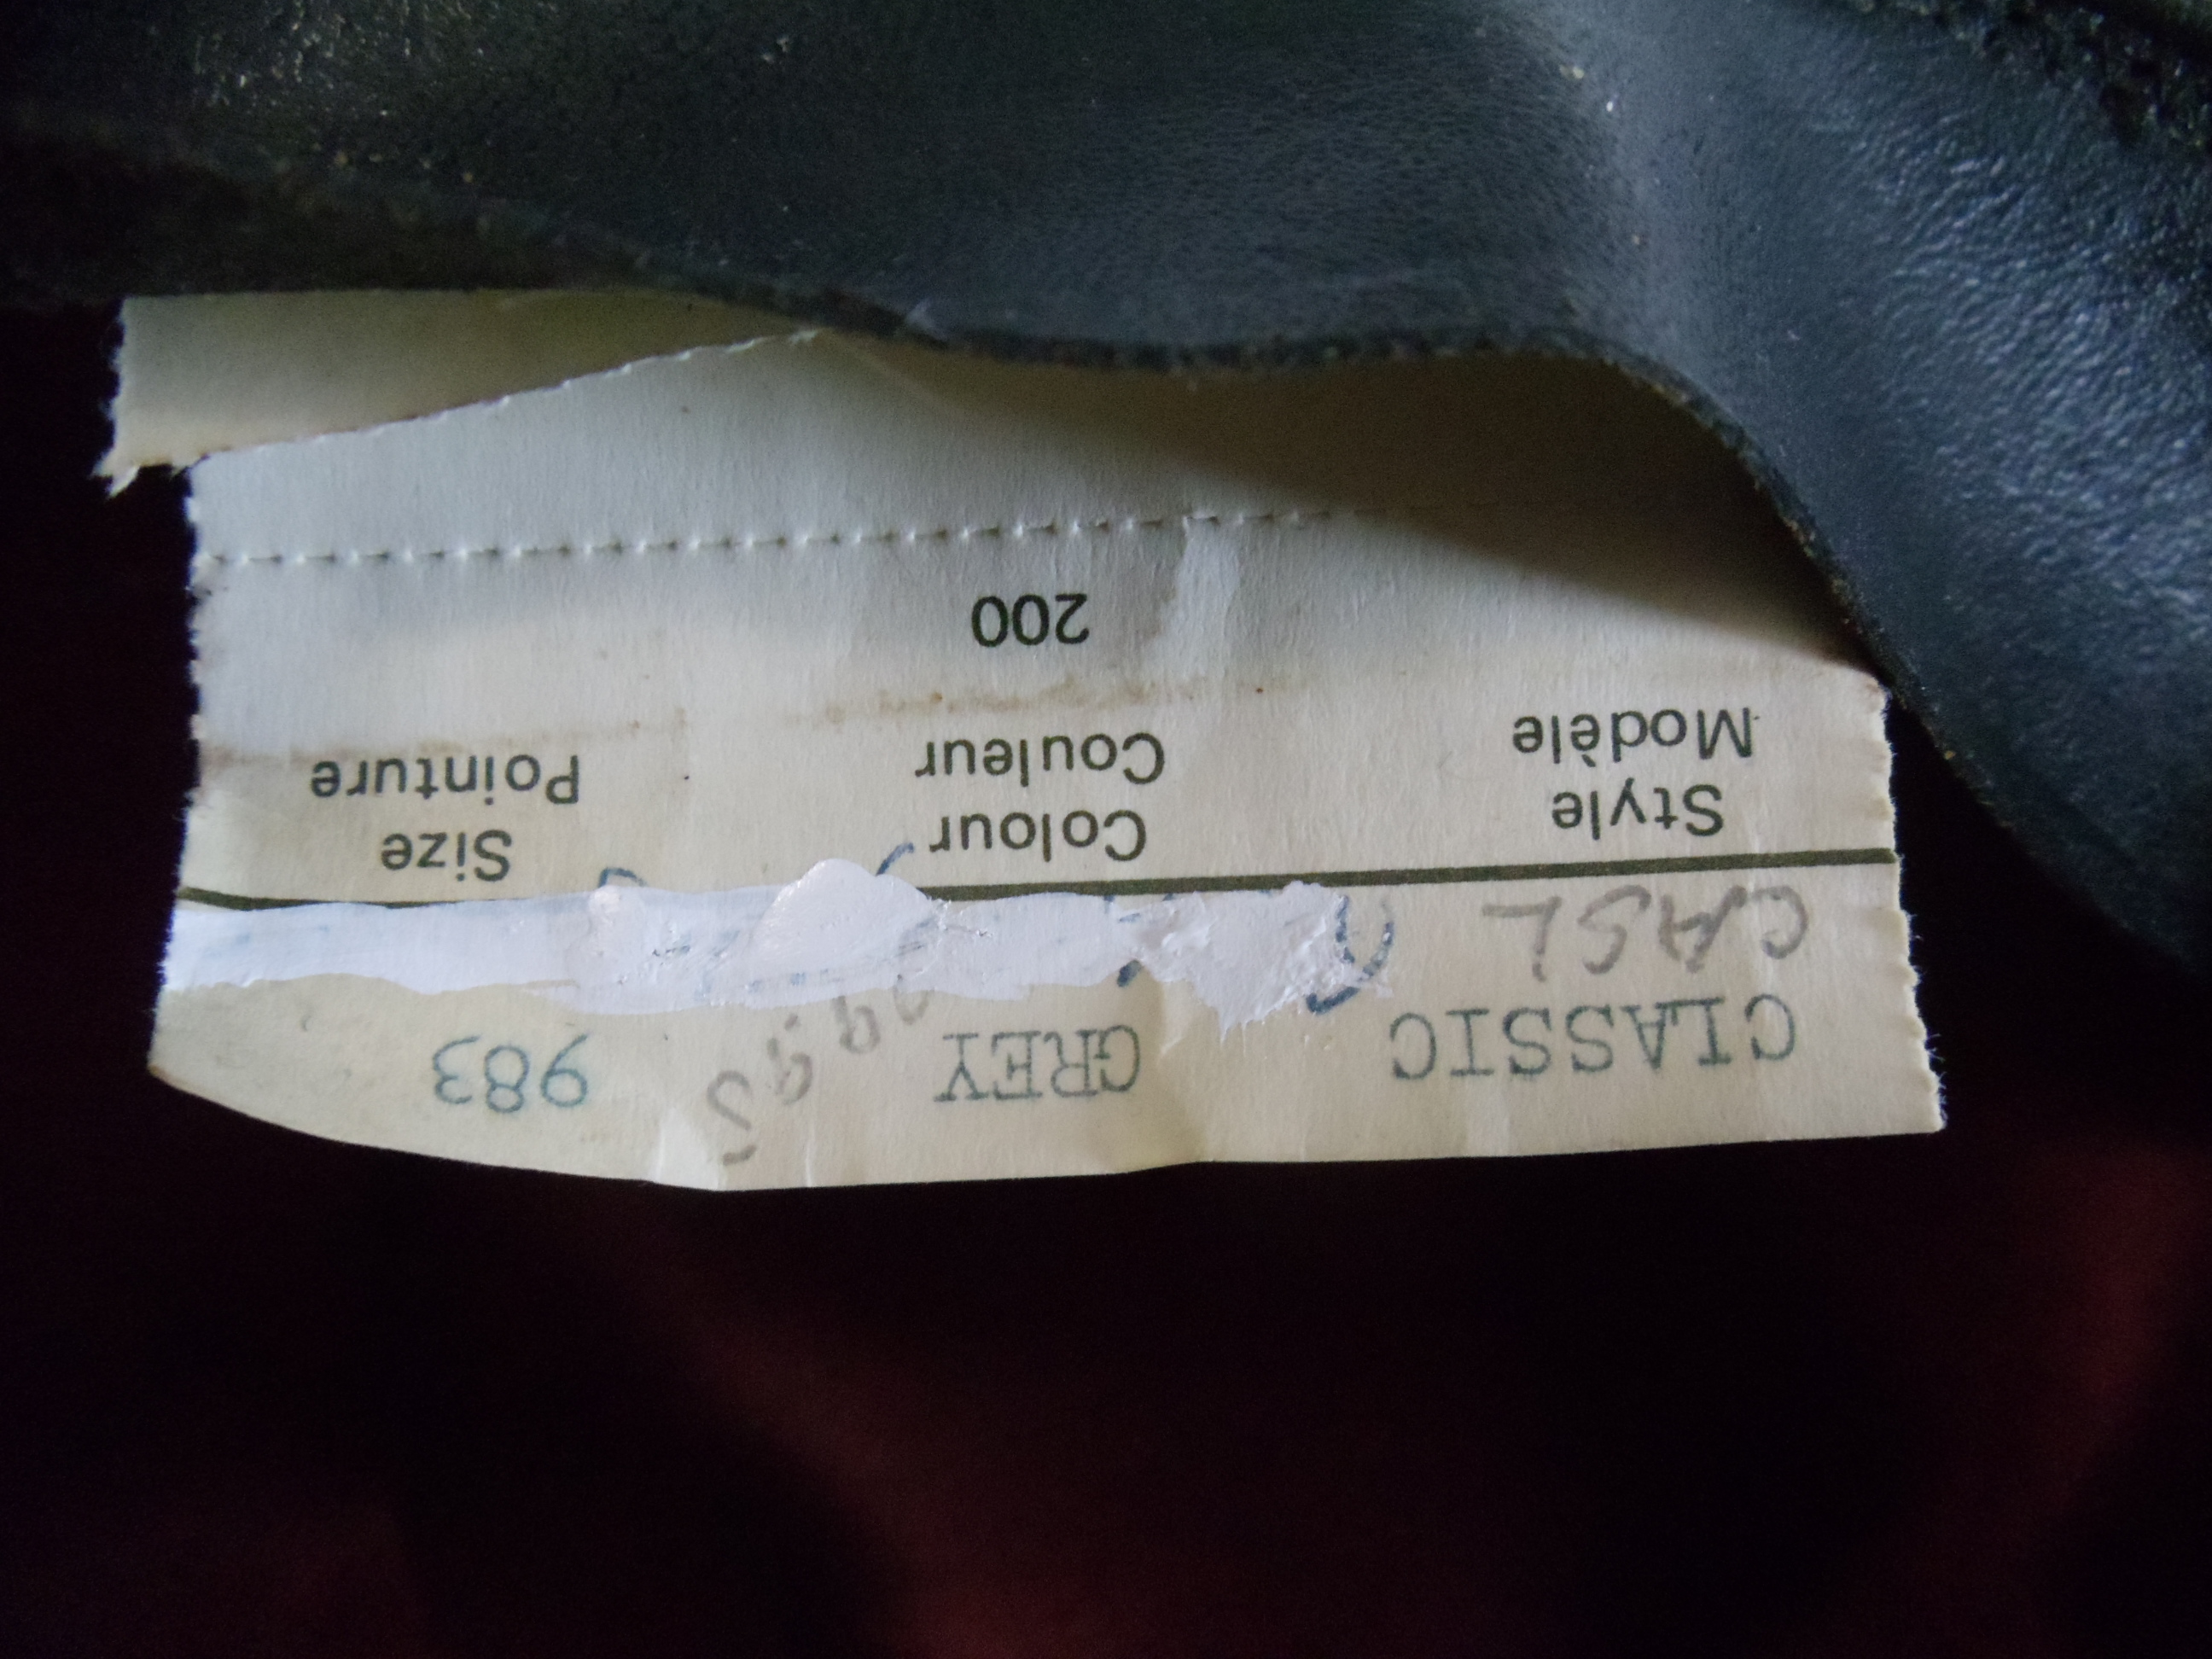 CLASSIC GREY 983
CASL
Style Colour Size
Modèle Couleur Pointure
200